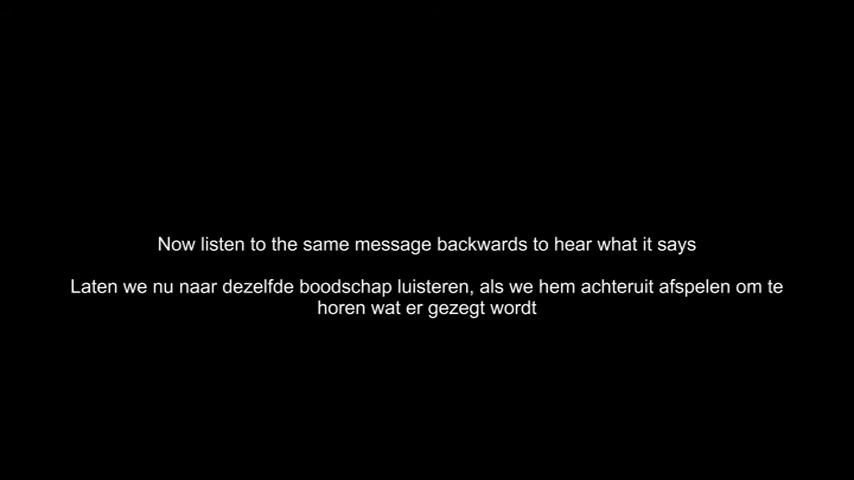 Now listen to the same message backwards to hear what it says
Laten we nu naar dezelfde boodschap luisteren, als we hem achteruit afspelen om te
horen wat er gezegt wordt